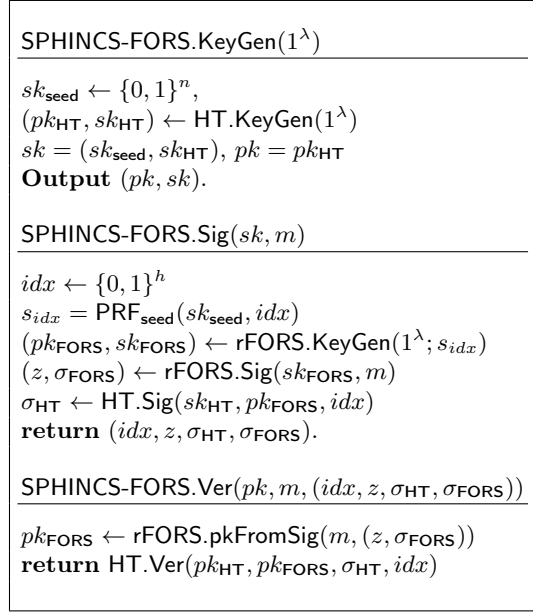 SPHINCS-FORS.KeyGen(1^λ)
sk_seed ← {0, 1}^n,
(pk_HT, sk_HT) ← HT.KeyGen(1^λ)
sk = (sk_seed, sk_HT), pk = pk_HT
Output (pk, sk).
SPHINCS-FORS.Sig(sk, m)
idx ← {0, 1}^h
s_idx = PRF_seed(sk_seed, idx)
(pk_FORS, sk_FORS) ← rFORS.KeyGen(1^λ; s_idx)
(z, σ_FORS) ← rFORS.Sig(sk_FORS, m)
σ_HT ← HT.Sig(sk_HT, pk_FORS, idx)
return (idx, z, σ_HT, σ_FORS).
SPHINCS-FORS.Ver(pk, m, (idx, z, σ_HT, σ_FORS))
pk_FORS ← rFORS.pkFromSig(m, (z, σ_FORS))
return HT.Ver(pk_HT, pk_FORS, σ_HT, idx)